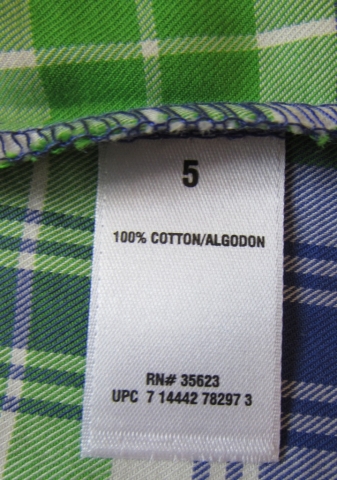 5
100% COTTON/ALGODON
RN# 35623
UPC 7 14442 78297 3